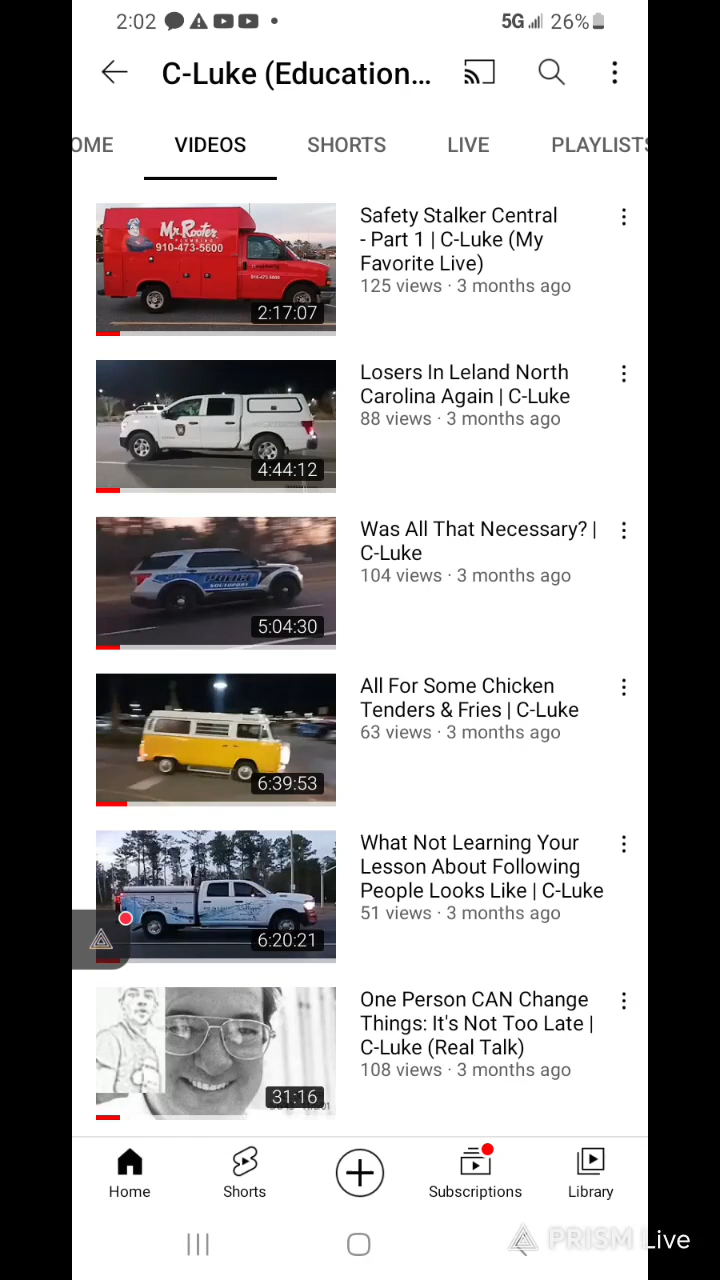 2:02
5G 26%
C-Luke (Education...
OME VIDEOS SHORTS LIVE PLAYLISTS
Mr. Rooter
PLUMBING
910-473-5600
2:17:07
Safety Stalker Central
- Part 1 | C-Luke (My
Favorite Live)
125 views · 3 months ago
4:44:12
Losers In Leland North
Carolina Again | C-Luke
88 views · 3 months ago
POLICE
SOUTHPORT
5:04:30
Was All That Necessary? |
C-Luke
104 views · 3 months ago
6:39:53
All For Some Chicken
Tenders & Fries | C-Luke
63 views · 3 months ago
6:20:21
What Not Learning Your
Lesson About Following
People Looks Like | C-Luke
51 views · 3 months ago
31:16
One Person CAN Change
Things: It's Not Too Late |
C-Luke (Real Talk)
108 views · 3 months ago
Home Shorts Subscriptions Library
PRISM Live